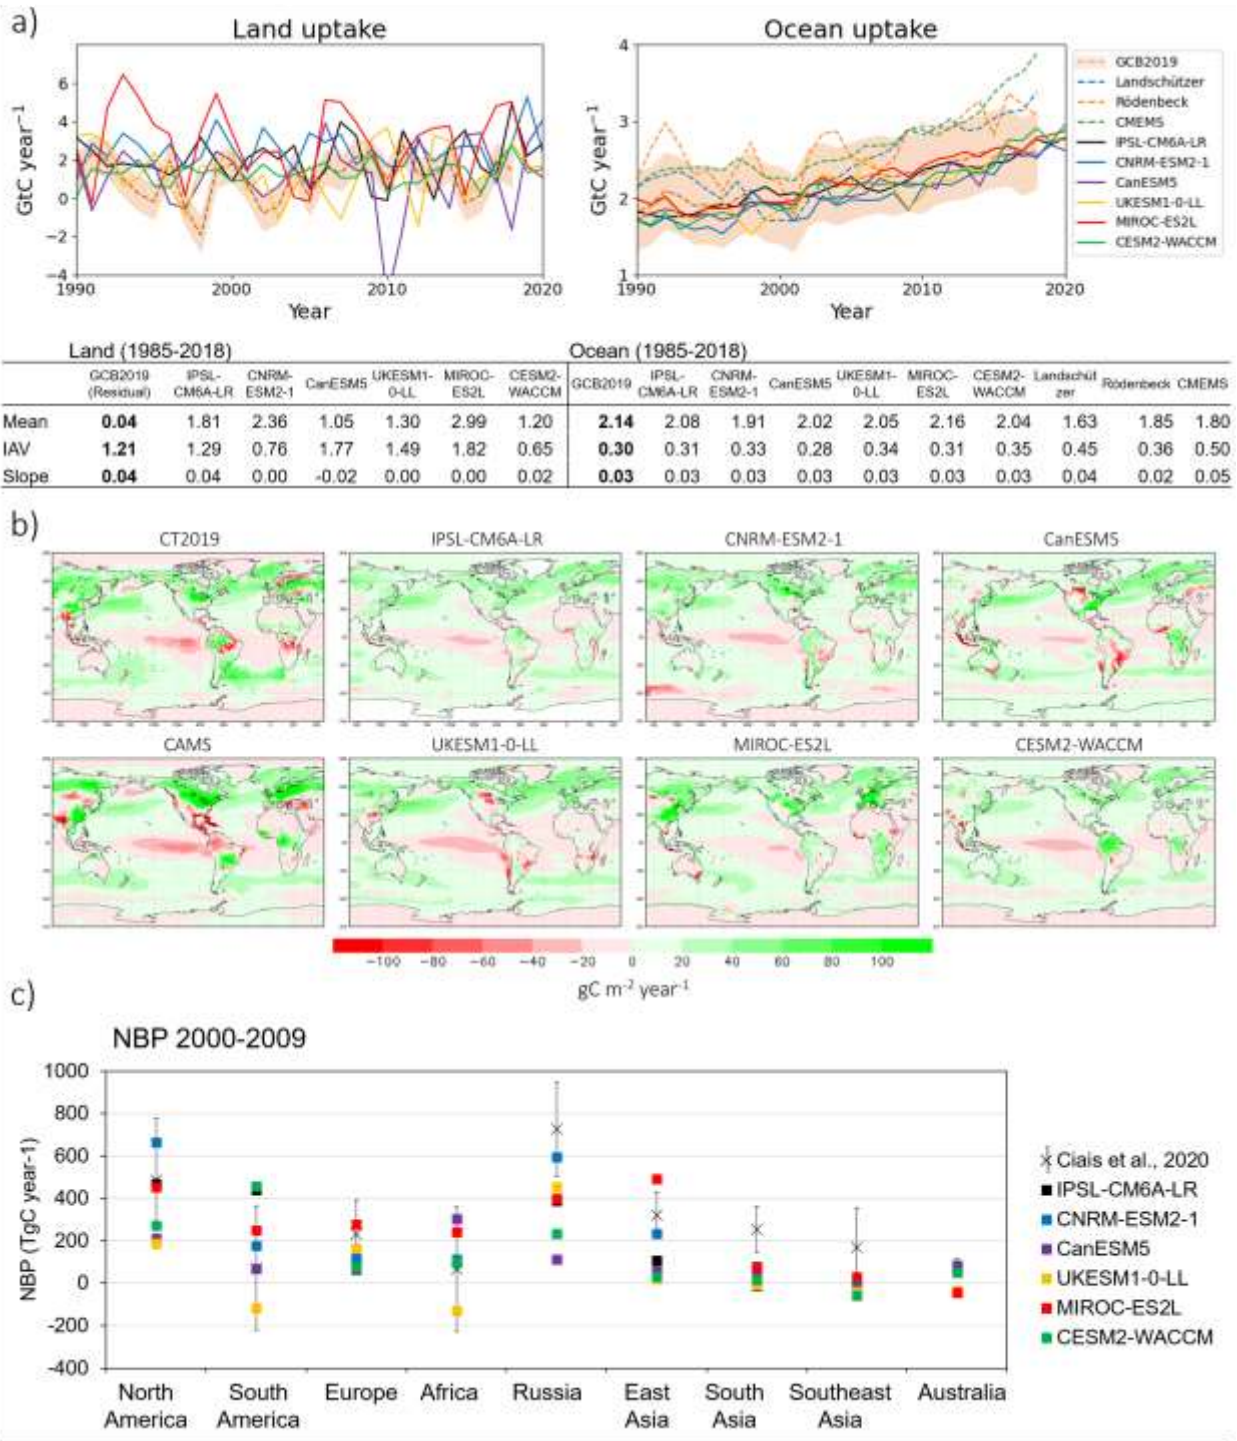 a)
Land uptake
Ocean uptake
GtC year⁻¹
6
4
2
0
−2
−4
1990
2000
2010
2020
Year
GtC year⁻¹
4
3
2
1
1990
2000
2010
2020
Year
GCB2019
Landschützer
Rödenbeck
CMEMS
IPSL-CM6A-LR
CNRM-ESM2-1
CanESM5
UKESM1-0-LL
MIROC-ES2L
CESM2-WACCM
Land (1985-2018) Ocean (1985-2018)
GCB2019 (Residual) IPSL-CM6A-LR CNRM-ESM2-1 CanESM5 UKESM1-0-LL MIROC-ES2L CESM2-WACCM GCB2019 IPSL-CM6A-LR CNRM-ESM2-1 CanESM5 UKESM1-0-LL MIROC-ES2L CESM2-WACCM Landschützer Rödenbeck CMEMS
Mean 0.04 1.81 2.36 1.05 1.30 2.99 1.20 2.14 2.08 1.91 2.02 2.05 2.16 2.04 1.63 1.85 1.80
IAV 1.21 1.29 0.76 1.77 1.49 1.82 0.65 0.30 0.31 0.33 0.28 0.34 0.31 0.35 0.45 0.36 0.50
Slope 0.04 0.04 0.00 -0.02 0.00 0.00 0.02 0.03 0.03 0.03 0.03 0.03 0.03 0.03 0.04 0.02 0.05
b)
CT2019 IPSL-CM6A-LR CNRM-ESM2-1 CanESM5
CAMS UKESM1-0-LL MIROC-ES2L CESM2-WACCM
−100 −80 −60 −40 −20 0 20 40 60 80 100
gC m⁻² year⁻¹
c)
NBP 2000-2009
NBP (TgC year-1)
1000
800
600
400
200
0
-200
-400
North America
South America
Europe
Africa
Russia
East Asia
South Asia
Southeast Asia
Australia
Ciais et al., 2020
IPSL-CM6A-LR
CNRM-ESM2-1
CanESM5
UKESM1-0-LL
MIROC-ES2L
CESM2-WACCM